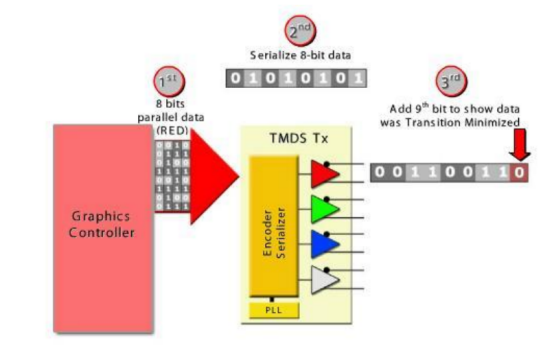 2nd
Serialize 8-bit data
0 1 0 1 0 1 0 1
1st
8 bits
parallel data
(RED)
3rd
Add 9th bit to show data
was Transition Minimized
0 0 1 1 0 0 1 1 0
TMDS Tx
Graphics
Controller
Encoder
Serializer
PLL